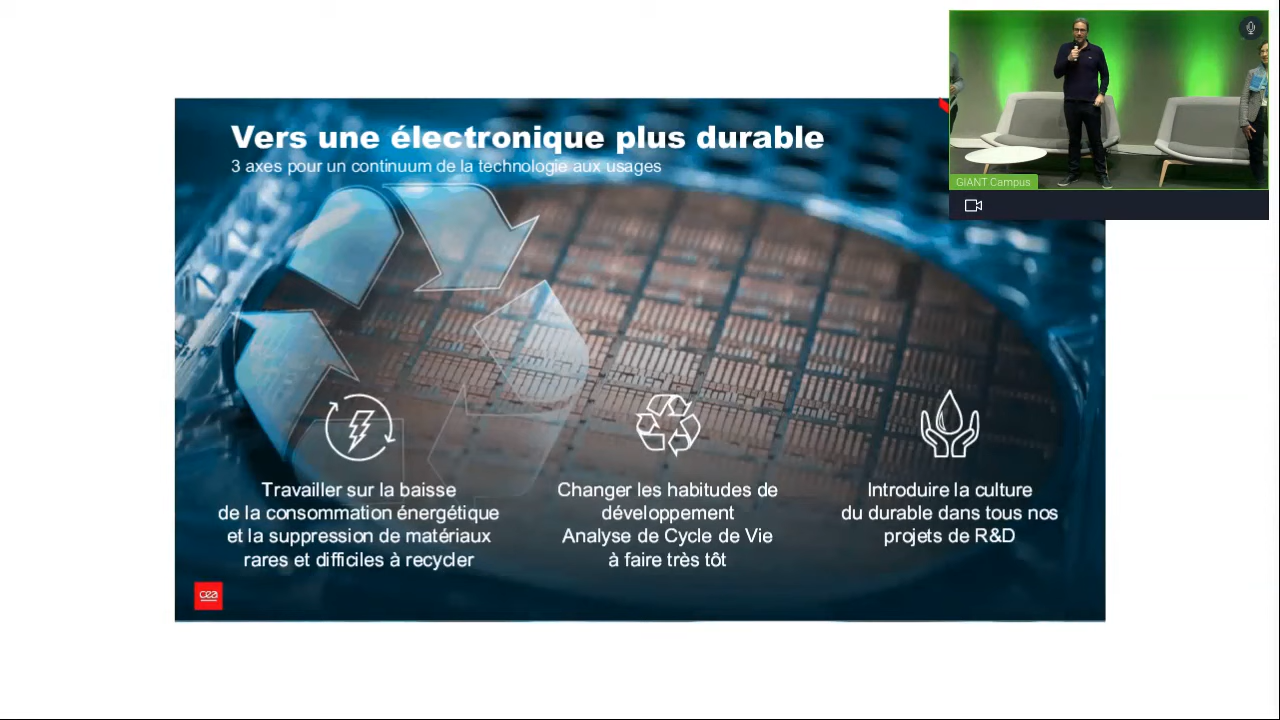 Vers une électronique plus durable
3 axes pour un continuum de la technologie aux usages
GIANT Campus
Travailler sur la baisse
de la consommation énergétique
et la suppression de matériaux
rares et difficiles à recycler
Changer les habitudes de
développement
Analyse de Cycle de Vie
à faire très tôt
Introduire la culture
du durable dans tous nos
projets de R&D
cea